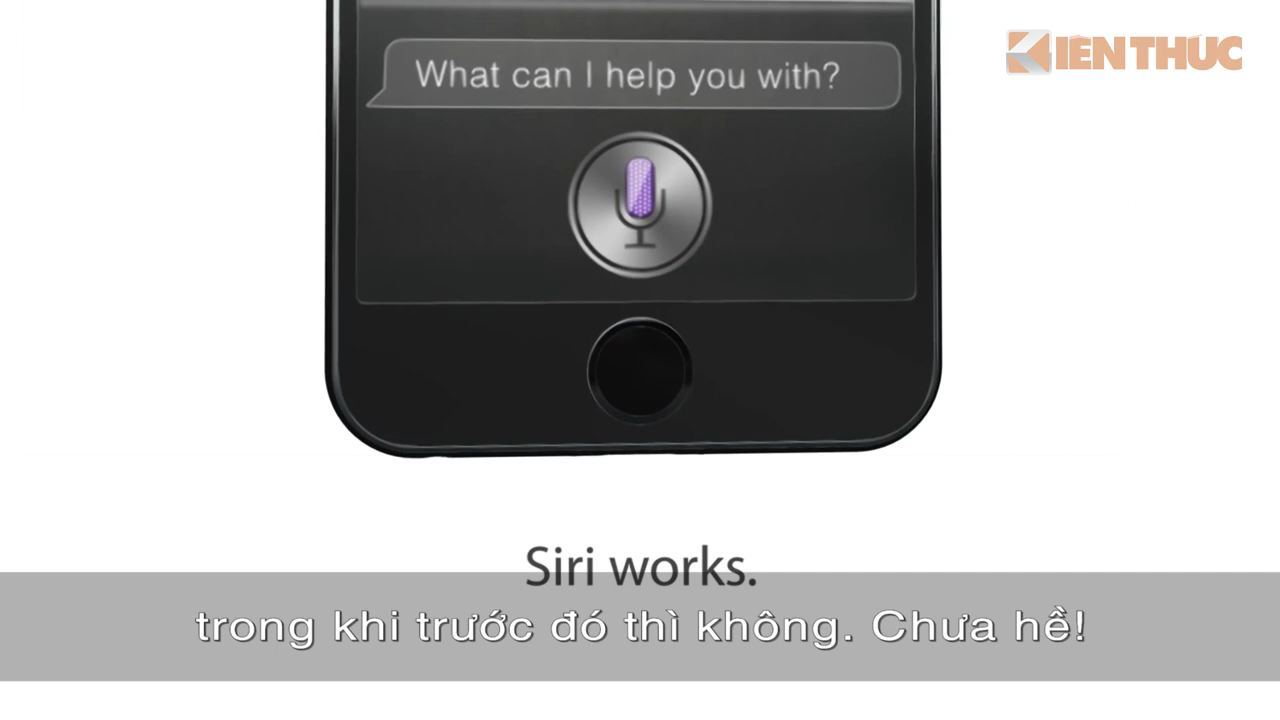 KIENTHUC
What can I help you with?
Siri works.
trong khi trước đó thì không. Chưa hề!